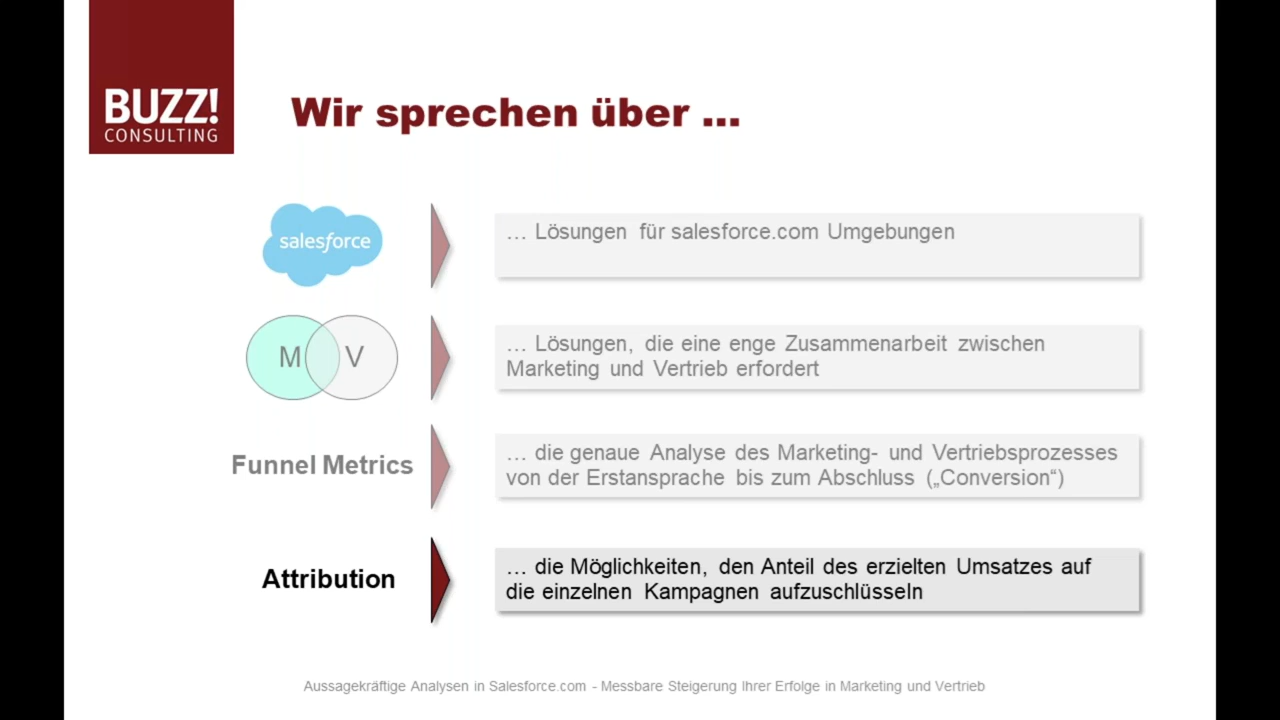 BUZZ!
CONSULTING
Wir sprechen über ...
salesforce
... Lösungen für salesforce.com Umgebungen
M V
... Lösungen, die eine enge Zusammenarbeit zwischen
Marketing und Vertrieb erfordert
Funnel Metrics
... die genaue Analyse des Marketing- und Vertriebsprozesses
von der Erstansprache bis zum Abschluss („Conversion“)
Attribution
... die Möglichkeiten, den Anteil des erzielten Umsatzes auf
die einzelnen Kampagnen aufzuschlüsseln
Aussagekräftige Analysen in Salesforce.com - Messbare Steigerung Ihrer Erfolge in Marketing und Vertrieb